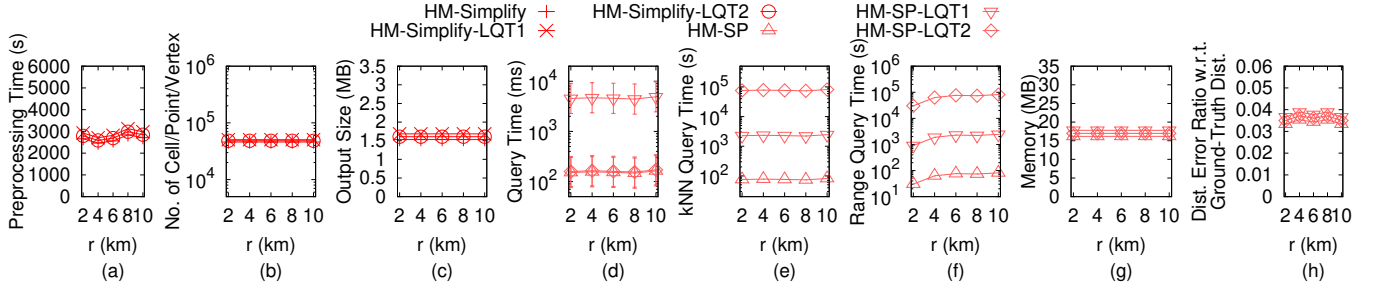 HM-Simplify
HM-Simplify-LQT1
HM-Simplify-LQT2
HM-SP
HM-SP-LQT1
HM-SP-LQT2
Preprocessing Time (s)
6000
5000
4000
3000
2000
1000
0
2 4 6 8 10
r (km)
(a)
No. of Cell/Point/Vertex
10^6
10^5
10^4
2 4 6 8 10
r (km)
(b)
Output Size (MB)
3.5
3
2.5
2
1.5
1
0.5
0
2 4 6 8 10
r (km)
(c)
Query Time (ms)
10^4
10^3
10^2
2 4 6 8 10
r (km)
(d)
kNN Query Time (s)
10^5
10^4
10^3
10^2
2 4 6 8 10
r (km)
(e)
Range Query Time (s)
10^6
10^5
10^4
10^3
10^2
10^1
2 4 6 8 10
r (km)
(f)
Memory (MB)
35
30
25
20
15
10
5
0
2 4 6 8 10
r (km)
(g)
Dist. Error Ratio w.r.t.
Ground-Truth Dist.
0.06
0.05
0.04
0.03
0.02
0.01
0
2 4 6 8 10
r (km)
(h)